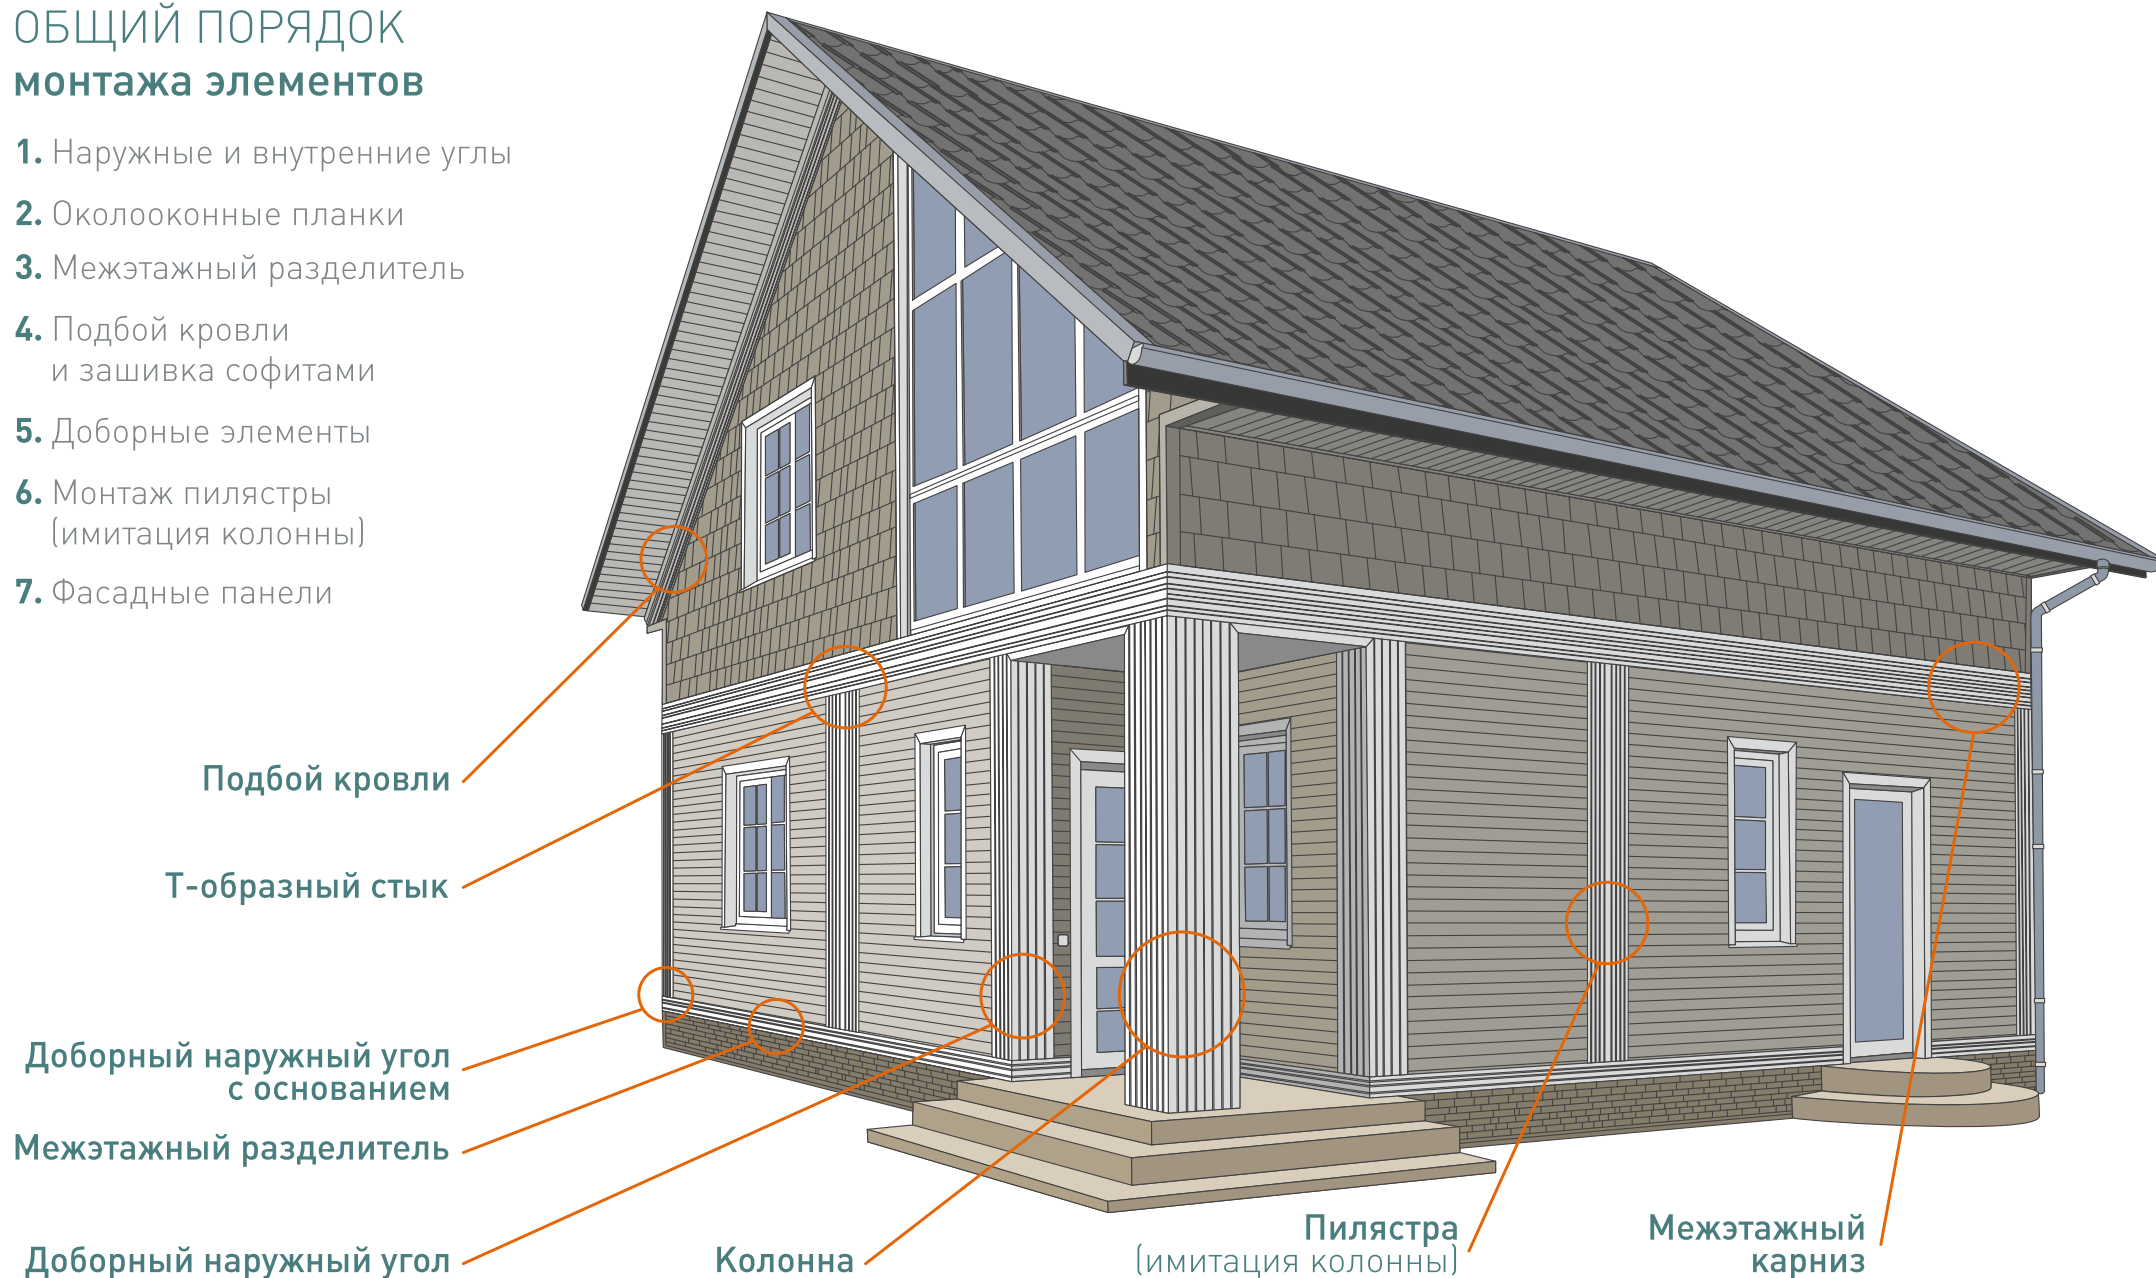 ОБЩИЙ ПОРЯДОК
монтажа элементов
1. Наружные и внутренние углы
2. Околооконные планки
3. Межэтажный разделитель
4. Подбой кровли
и зашивка софитами
5. Доборные элементы
6. Монтаж пилястры
(имитация колонны)
7. Фасадные панели
Подбой кровли
Т-образный стык
Доборный наружный угол
с основанием
Межэтажный разделитель
Доборный наружный угол
Колонна
Пилястра
(имитация колонны)
Межэтажный
карниз